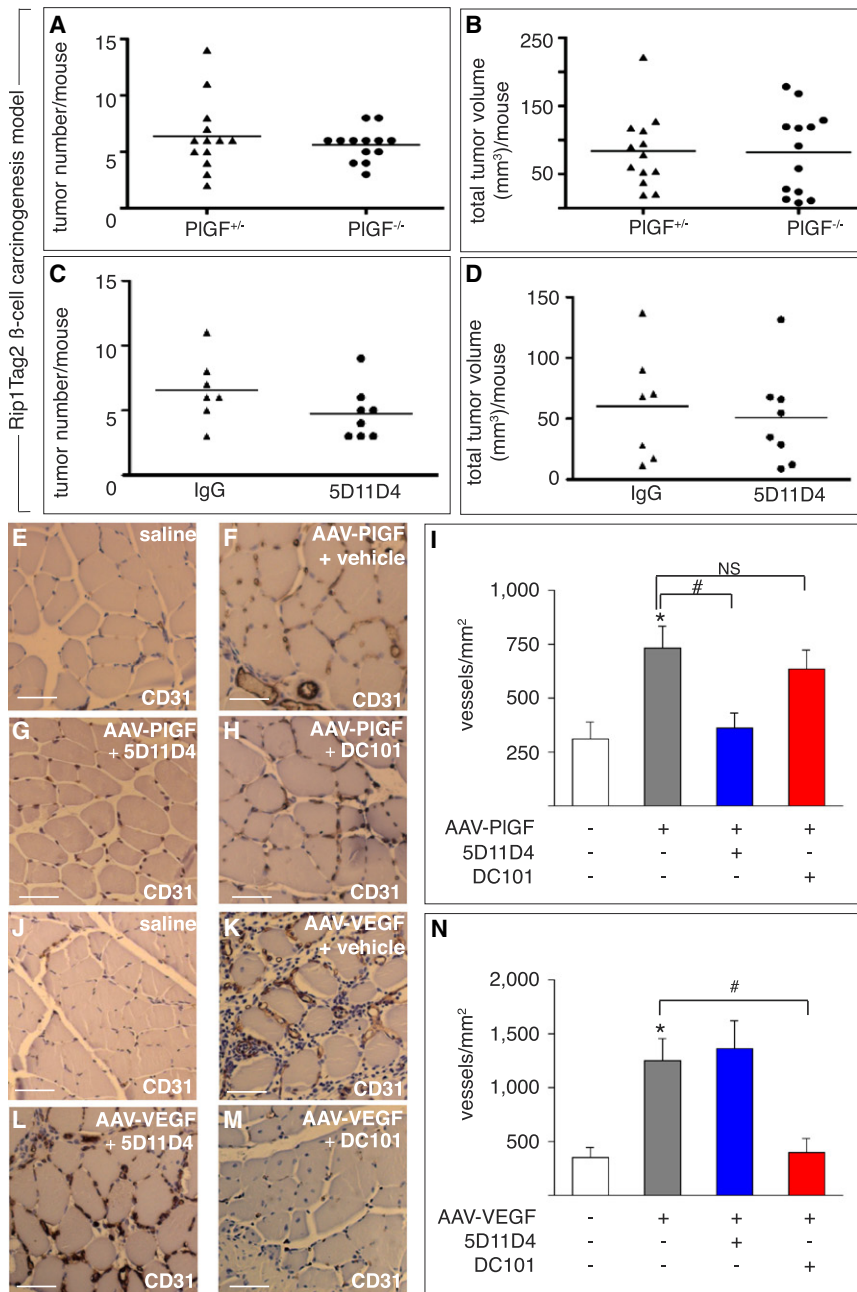 Rip1Tag2 ß-cell carcinogenesis model
A
tumor number/mouse
15
10
5
0
PlGF+/-
PlGF-/-
B
total tumor volume
(mm3)/mouse
1,250
250
150
50
PlGF+/-
PlGF-/-
C
tumor number/mouse
15
10
5
0
IgG
5D11D4
D
total tumor volume
(mm3)/mouse
150
100
50
0
IgG
5D11D4
E
saline
CD31
F
AAV-PlGF
+ vehicle
CD31
G
AAV-PlGF
+ 5D11D4
CD31
H
AAV-PlGF
+ DC101
CD31
I
vessels/mm2
1,000
750
500
250
NS
#
*
AAV-PlGF - + + +
5D11D4 - - + -
DC101 - - - +
J
saline
CD31
K
AAV-VEGF
+ vehicle
CD31
L
AAV-VEGF
+ 5D11D4
CD31
M
AAV-VEGF
+ DC101
CD31
N
vessels/mm2
2,000
1,500
1,000
500
#
*
AAV-VEGF - + + +
5D11D4 - - + -
DC101 - - - +